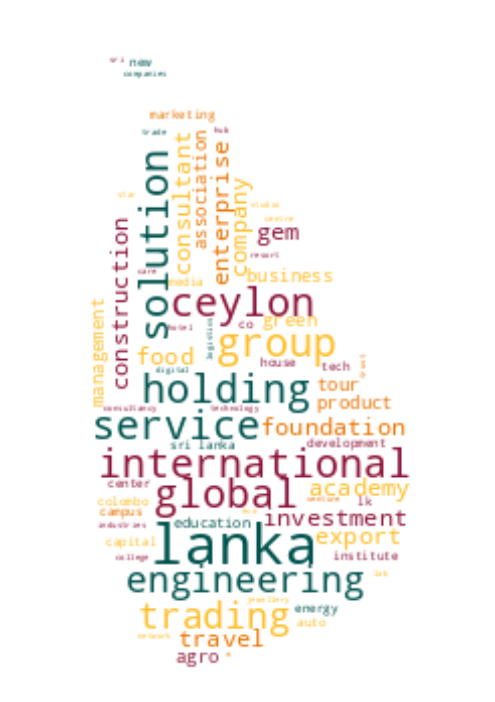 sri
new
companies
marketing
trade
hub
solution
consultant
association
enterprise
company
star
studio
centre
gem
construction
resort
care
media
business
management
ceylon
hotel
logistics
co
green
group
food
digital
house
tech
trust
holding
tour
product
consultancy
technology
service
foundation
sri lanka
development
international
center
global
academy
colombo
venture
lk
campus
industries
education
investment
lanka
capital
export
college
institute
engineering
lab
jewellery
trading
energy
auto
network
travel
agro